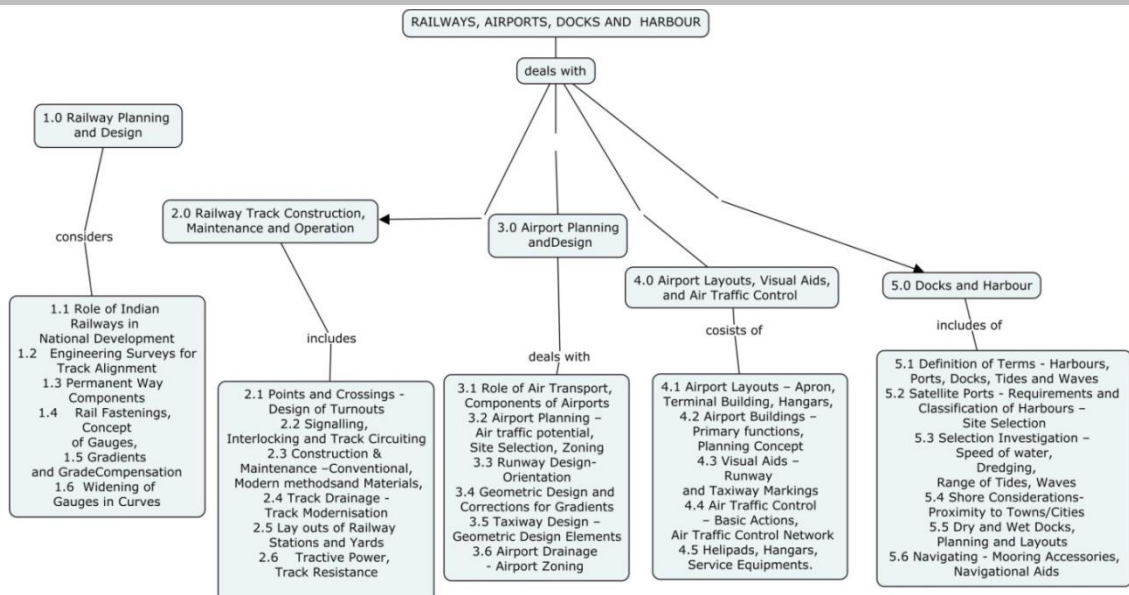 RAILWAYS, AIRPORTS, DOCKS AND HARBOUR
deals with
1.0 Railway Planning
and Design
considers
1.1 Role of Indian
Railways in
National Development
1.2 Engineering Surveys for
Track Alignment
1.3 Permanent Way
Components
1.4 Rail Fastenings,
Concept
of Gauges,
1.5 Gradients
and GradeCompensation
1.6 Widening of
Gauges in Curves
2.0 Railway Track Construction,
Maintenance and Operation
includes
2.1 Points and Crossings -
Design of Turnouts
2.2 Signalling,
Interlocking and Track Circuiting
2.3 Construction &
Maintenance –Conventional,
Modern methodsand Materials,
2.4 Track Drainage -
Track Modernisation
2.5 Lay outs of Railway
Stations and Yards
2.6 Tractive Power,
Track Resistance
3.0 Airport Planning
andDesign
deals with
3.1 Role of Air Transport,
Components of Airports
3.2 Airport Planning –
Air traffic potential,
Site Selection, Zoning
3.3 Runway Design-
Orientation
3.4 Geometric Design and
Corrections for Gradients
3.5 Taxiway Design –
Geometric Design Elements
3.6 Airport Drainage
- Airport Zoning
4.0 Airport Layouts, Visual Aids,
and Air Traffic Control
cosists of
4.1 Airport Layouts – Apron,
Terminal Building, Hangars,
4.2 Airport Buildings –
Primary functions,
Planning Concept
4.3 Visual Aids –
Runway
and Taxiway Markings
4.4 Air Traffic Control
– Basic Actions,
Air Traffic Control Network
4.5 Helipads, Hangars,
Service Equipments.
5.0 Docks and Harbour
includes of
5.1 Definition of Terms - Harbours,
Ports, Docks, Tides and Waves
5.2 Satellite Ports - Requirements and
Classification of Harbours –
Site Selection
5.3 Selection Investigation –
Speed of water,
Dredging,
Range of Tides, Waves
5.4 Shore Considerations-
Proximity to Towns/Cities
5.5 Dry and Wet Docks,
Planning and Layouts
5.6 Navigating - Mooring Accessories,
Navigational Aids